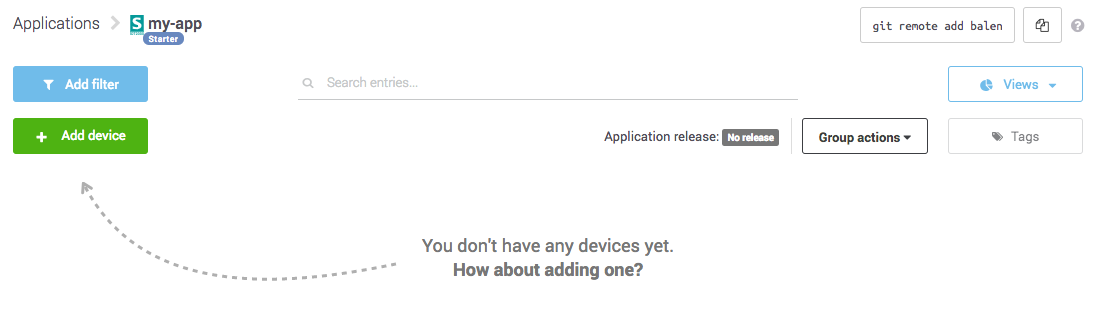 Applications my-app
Starter
git remote add balen
Add filter
Search entries...
Views
Add device
Application release: No release
Group actions
Tags
You don't have any devices yet.
How about adding one?